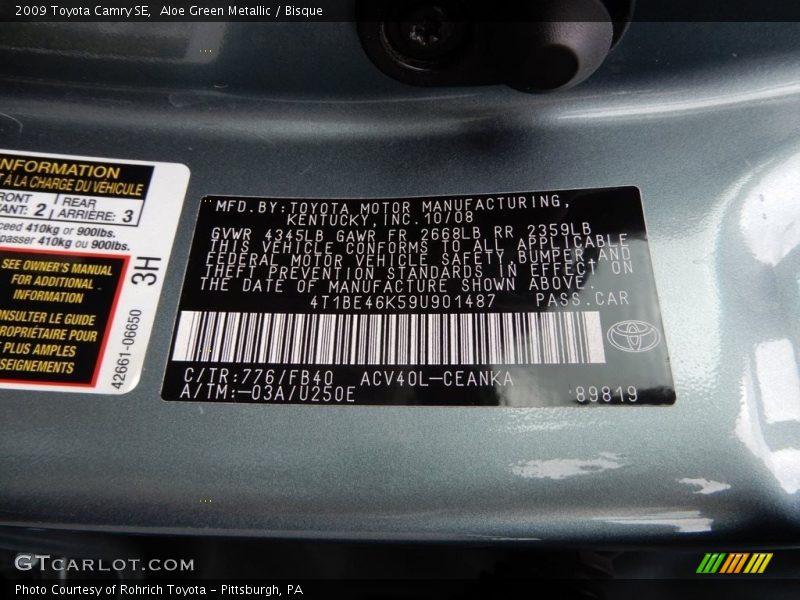 2009 Toyota Camry SE,  Aloe Green Metallic / Bisque
INFORMATION
T À LA CHARGE DU VÉHICULE
RONT
ANT: 2
REAR
ARRIÈRE: 3
ceed 410kg or 900lbs.
passer 410kg ou 900lbs.
SEE OWNER'S MANUAL
FOR ADDITIONAL
INFORMATION
ONSULTER LE GUIDE
ROPRIÉTAIRE POUR
PLUS AMPLES
SEIGNEMENTS
3H
42661-06650
MFD.BY:TOYOTA MOTOR MANUFACTURING,
KENTUCKY, INC. 10/08
GVWR 4345LB GAWR FR 2668LB RR 2359LB
THIS VEHICLE CONFORMS TO ALL APPLICABLE
FEDERAL MOTOR VEHICLE SAFETY BUMPER AND
THEFT PREVENTION STANDARDS IN EFFECT ON
THE DATE OF MANUFACTURE SHOWN ABOVE.
4T1BE46K59U901487 PASS.CAR
C/TR:776/FB40 ACV40L-CEANKA
A/TM:-03A/U250E 89819
GTCARLOT.COM
Photo Courtesy of Rohrich Toyota - Pittsburgh, PA